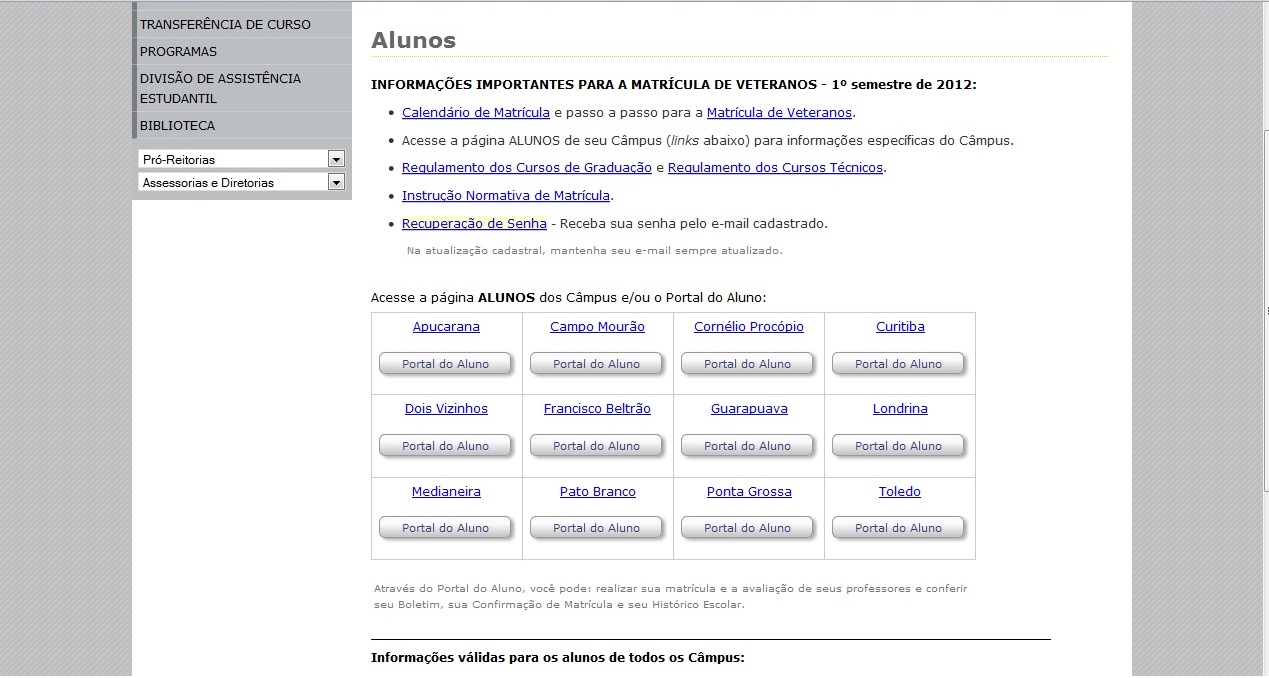 TRANSFERÊNCIA DE CURSO
PROGRAMAS
DIVISÃO DE ASSISTÊNCIA
ESTUDANTIL
BIBLIOTECA
Pró-Reitorias
Assessorias e Diretorias
Alunos
INFORMAÇÕES IMPORTANTES PARA A MATRÍCULA DE VETERANOS - 1º semestre de 2012:
Calendário de Matrícula e passo a passo para a Matrícula de Veteranos.
Acesse a página ALUNOS de seu Câmpus (links abaixo) para informações específicas do Câmpus.
Regulamento dos Cursos de Graduação e Regulamento dos Cursos Técnicos.
Instrução Normativa de Matrícula.
Recuperação de Senha - Receba sua senha pelo e-mail cadastrado.
Na atualização cadastral, mantenha seu e-mail sempre atualizado.
Acesse a página ALUNOS dos Câmpus e/ou o Portal do Aluno:
Apucarana Campo Mourão Cornélio Procópio Curitiba
Portal do Aluno Portal do Aluno Portal do Aluno Portal do Aluno
Dois Vizinhos Francisco Beltrão Guarapuava Londrina
Portal do Aluno Portal do Aluno Portal do Aluno Portal do Aluno
Medianeira Pato Branco Ponta Grossa Toledo
Portal do Aluno Portal do Aluno Portal do Aluno Portal do Aluno
Através do Portal do Aluno, você pode: realizar sua matrícula e a avaliação de seus professores e conferir
seu Boletim, sua Confirmação de Matrícula e seu Histórico Escolar.
Informações válidas para os alunos de todos os Câmpus: